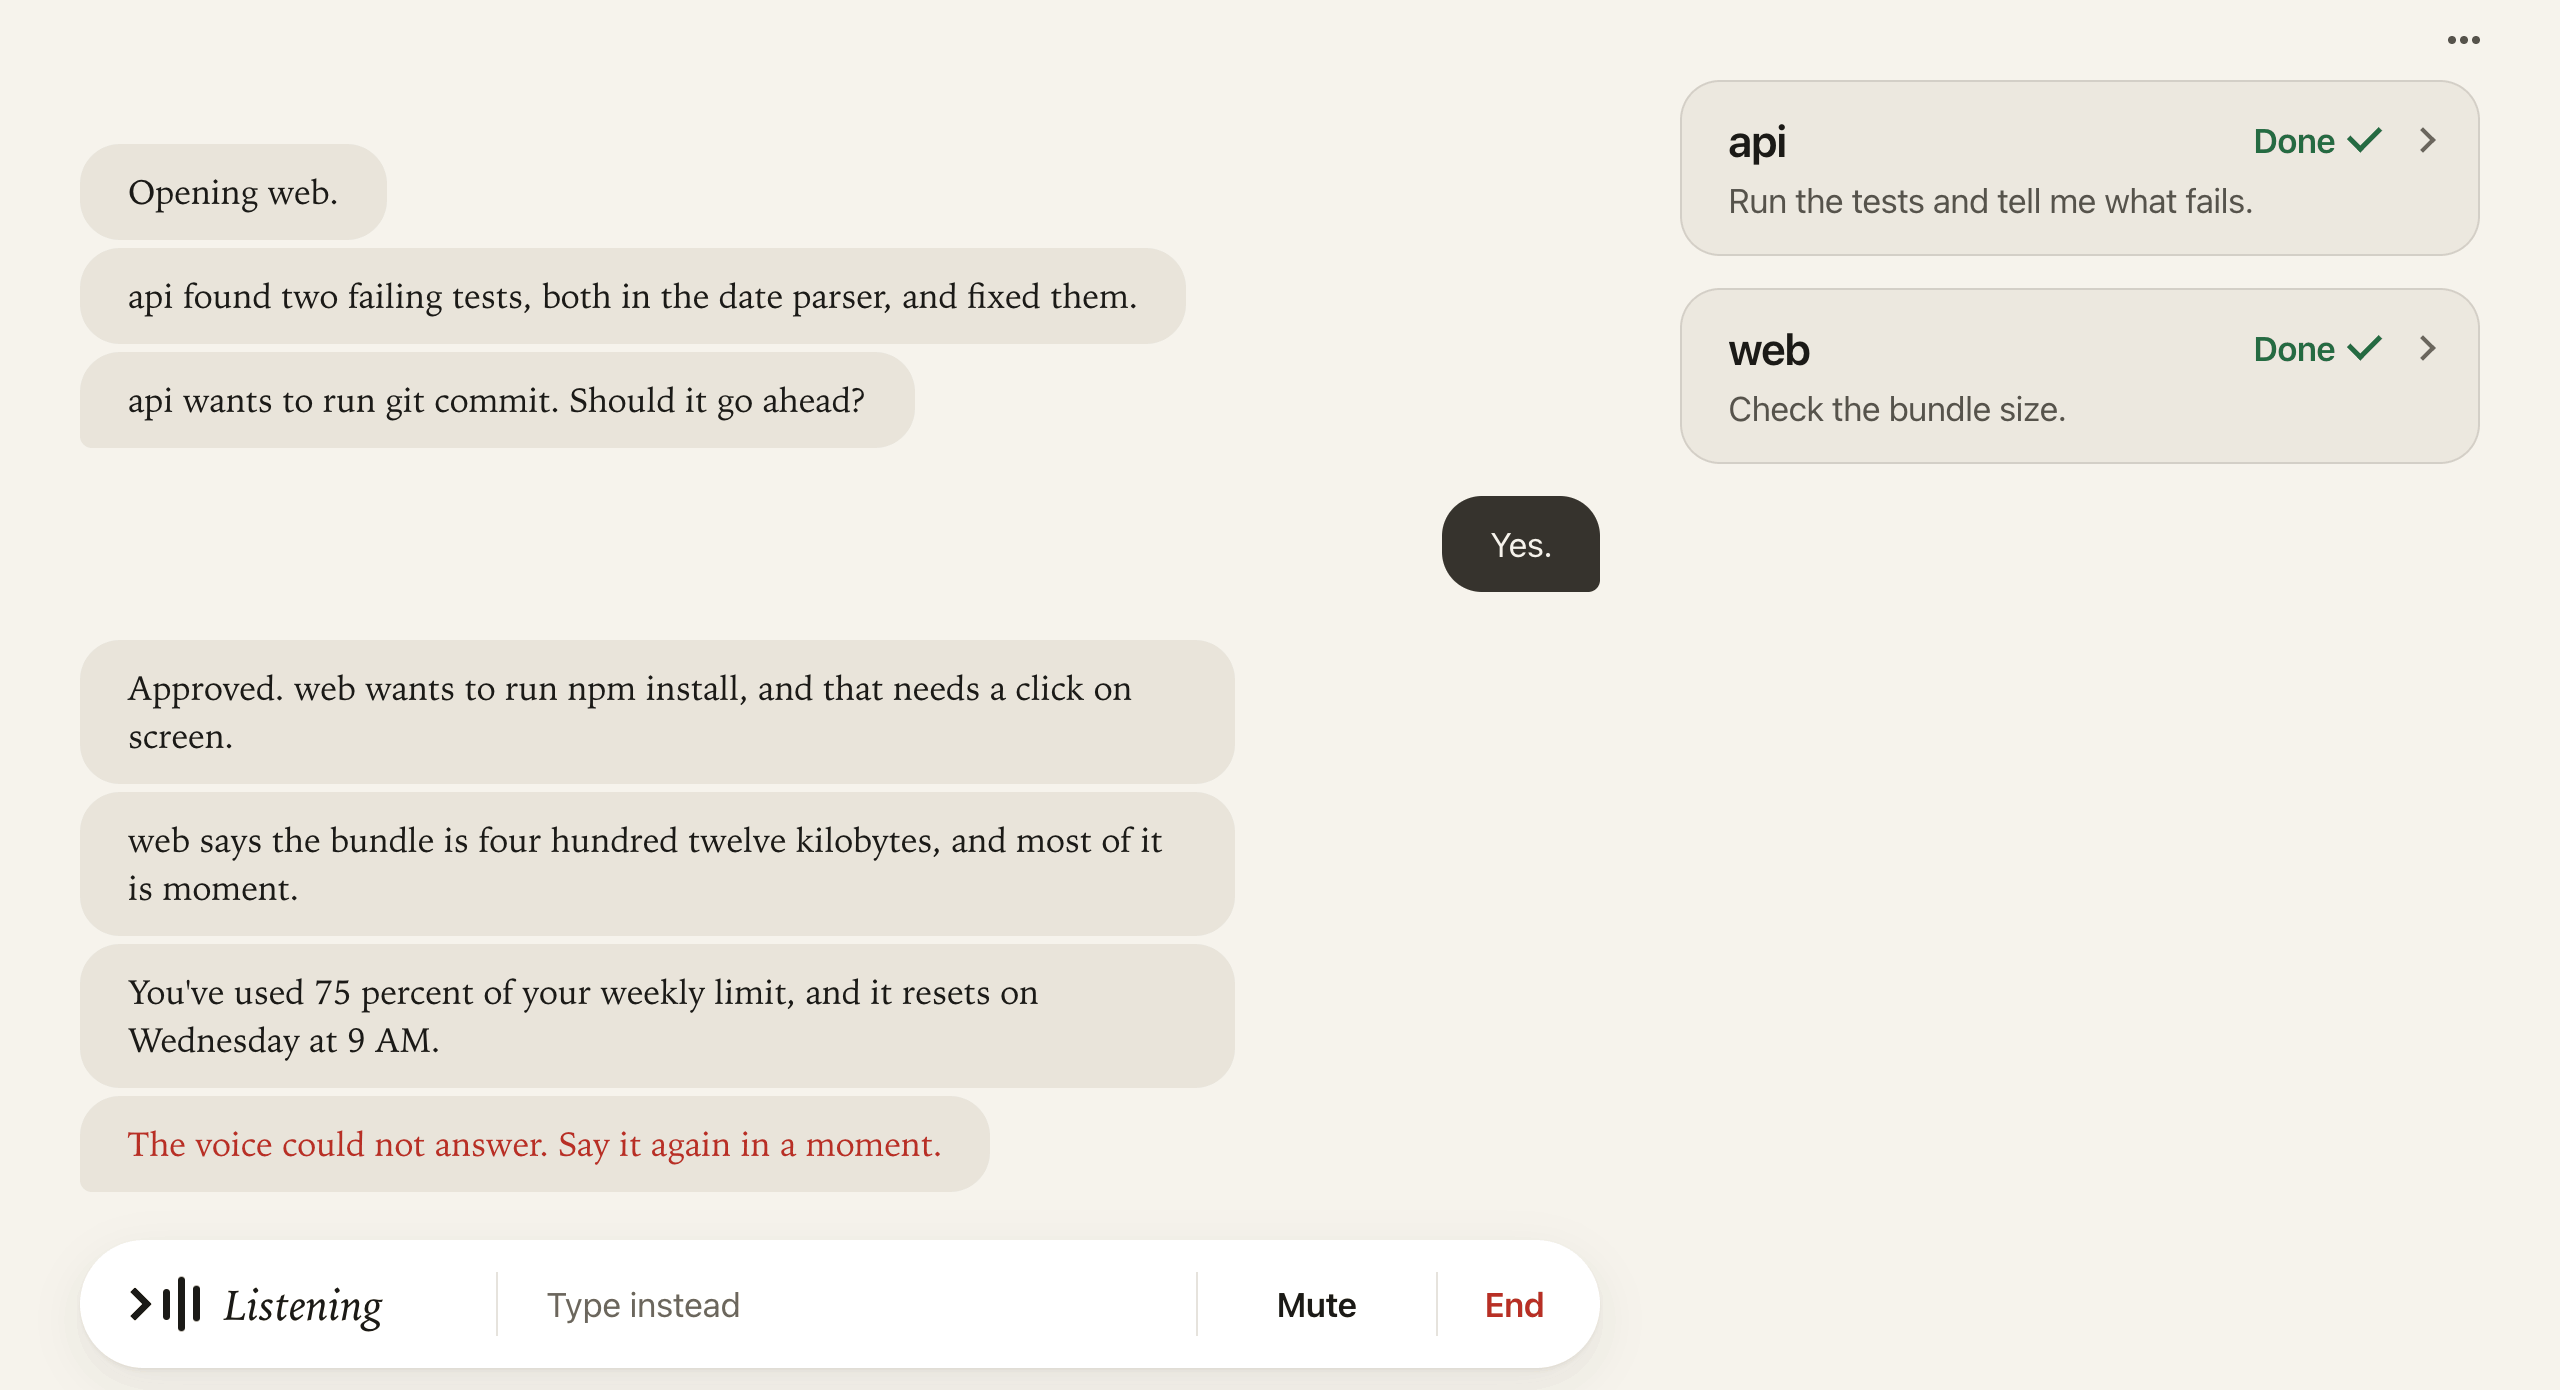 Opening web.
api found two failing tests, both in the date parser, and fixed them.
api wants to run git commit. Should it go ahead?
Yes.
Approved. web wants to run npm install, and that needs a click on
screen.
web says the bundle is four hundred twelve kilobytes, and most of it
is moment.
You've used 75 percent of your weekly limit, and it resets on
Wednesday at 9 AM.
The voice could not answer. Say it again in a moment.
Listening
Type instead
Mute
End
api
Done
Run the tests and tell me what fails.
web
Done
Check the bundle size.